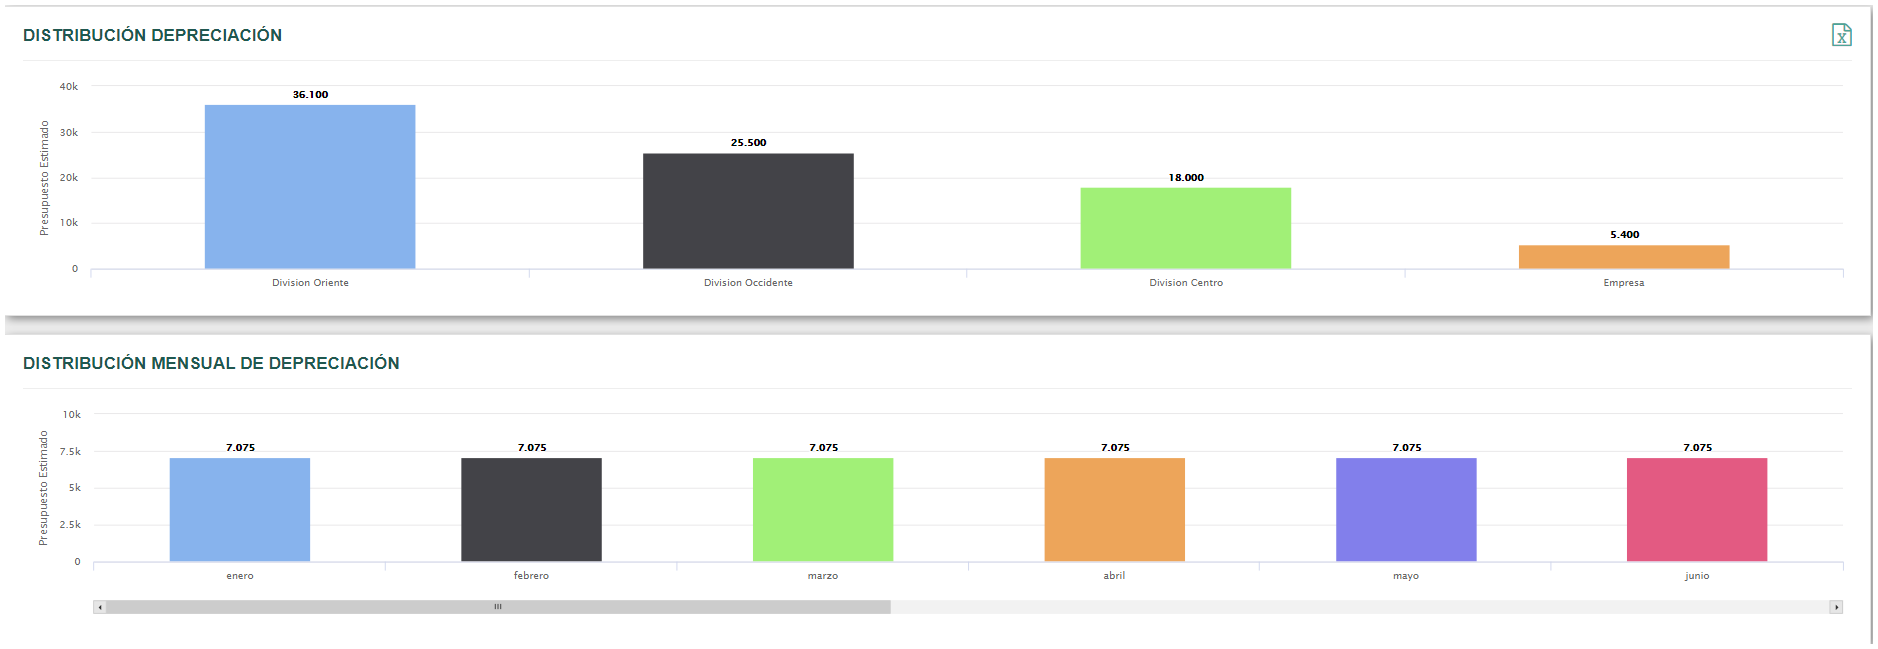 DISTRIBUCIÓN DEPRECIACIÓN
X
Presupuesto Estimado
40k
30k
20k
10k
0
36.100
25.500
18.000
5.400
Division Oriente
Division Occidente
Division Centro
Empresa
DISTRIBUCIÓN MENSUAL DE DEPRECIACIÓN
Presupuesto Estimado
10k
7.5k
5k
2.5k
0
7.075
7.075
7.075
7.075
7.075
7.075
enero
febrero
marzo
abril
mayo
junio